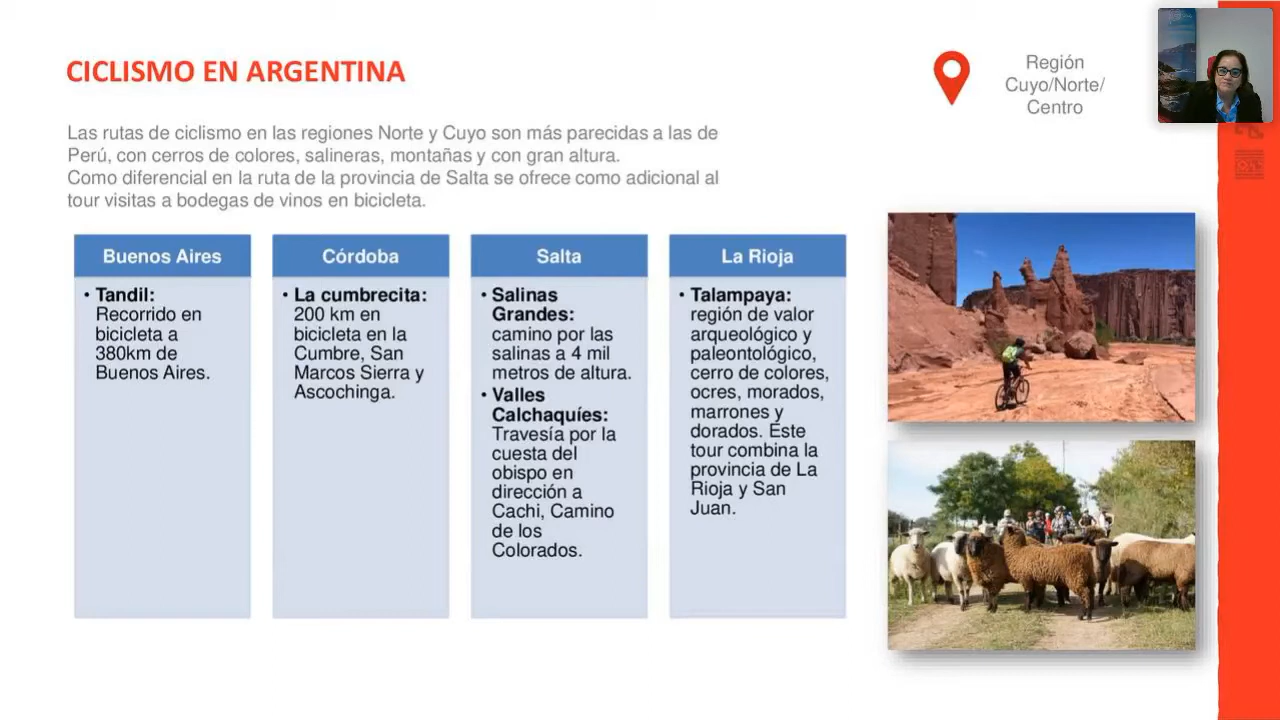 CICLISMO EN ARGENTINA
Región
Cuyo/Norte/
Centro
Las rutas de ciclismo en las regiones Norte y Cuyo son más parecidas a las de
Perú, con cerros de colores, salineras, montañas y con gran altura.
Como diferencial en la ruta de la provincia de Salta se ofrece como adicional al
tour visitas a bodegas de vinos en bicicleta.
Buenos Aires
• Tandil:
Recorrido en
bicicleta a
380km de
Buenos Aires.
Córdoba
• La cumbrecita:
200 km en
bicicleta en la
Cumbre, San
Marcos Sierra y
Ascochinga.
Salta
• Salinas
Grandes:
camino por las
salinas a 4 mil
metros de altura.
• Valles
Calchaquíes:
Travesía por la
cuesta del
obispo en
dirección a
Cachi, Camino
de los
Colorados.
La Rioja
• Talampaya:
región de valor
arqueológico y
paleontológico,
cerro de colores,
ocres, morados,
marrones y
dorados. Este
tour combina la
provincia de La
Rioja y San
Juan.